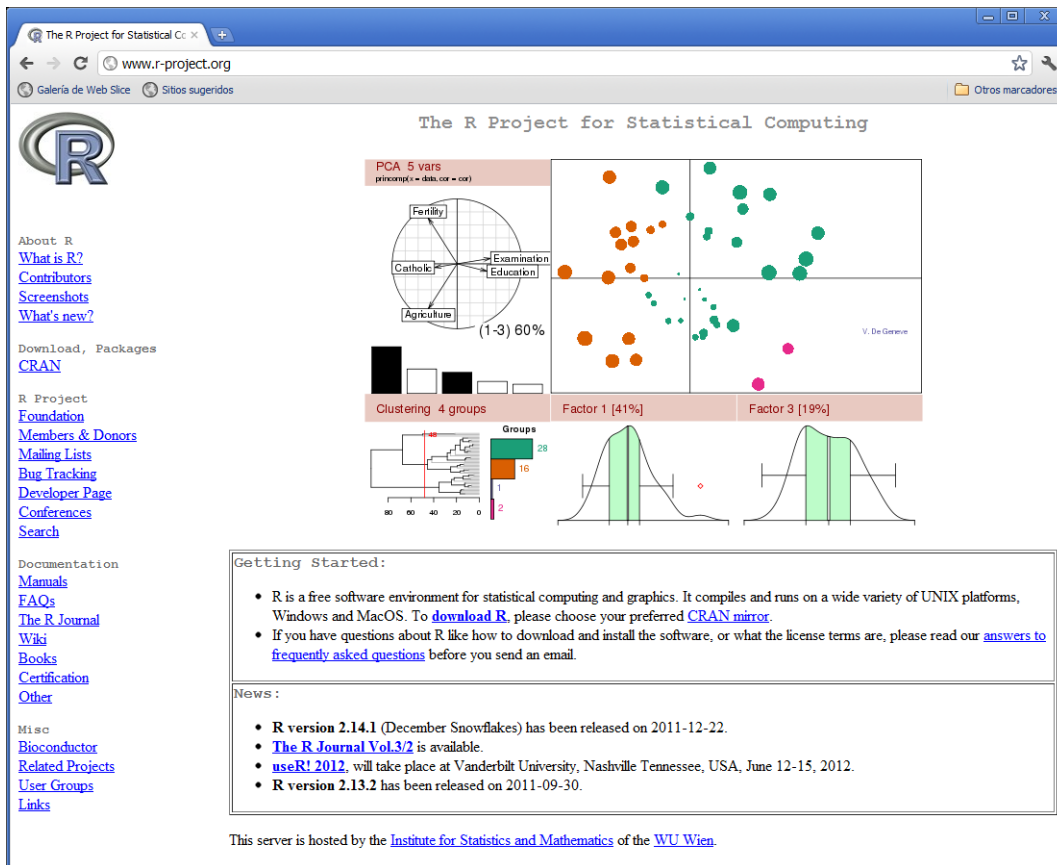 The R Project for Statistical Cc
www.r-project.org
Galería de Web Slice
Sitios sugeridos
Otros marcadores
R
The R Project for Statistical Computing
About R
What is R?
Contributors
Screenshots
What's new?
Download, Packages
CRAN
R Project
Foundation
Members & Donors
Mailing Lists
Bug Tracking
Developer Page
Conferences
Search
Documentation
Manuals
FAQs
The R Journal
Wiki
Books
Certification
Other
Misc
Bioconductor
Related Projects
User Groups
Links
PCA 5 vars
princomp(x = data, cor = cor)
Fertility
Examination
Catholic
Education
Agriculture
(1-3) 60%
V. De Geneve
Clustering 4 groups
Factor 1 [41%]
Factor 3 [19%]
Groups
48
28
16
1
2
80 60 40 20 0
Getting Started:
R is a free software environment for statistical computing and graphics. It compiles and runs on a wide variety of UNIX platforms,
Windows and MacOS. To download R, please choose your preferred CRAN mirror.
If you have questions about R like how to download and install the software, or what the license terms are, please read our answers to
frequently asked questions before you send an email.
News:
R version 2.14.1 (December Snowflakes) has been released on 2011-12-22.
The R Journal Vol.3/2 is available.
useR! 2012, will take place at Vanderbilt University, Nashville Tennessee, USA, June 12-15, 2012.
R version 2.13.2 has been released on 2011-09-30.
This server is hosted by the Institute for Statistics and Mathematics of the WU Wien.